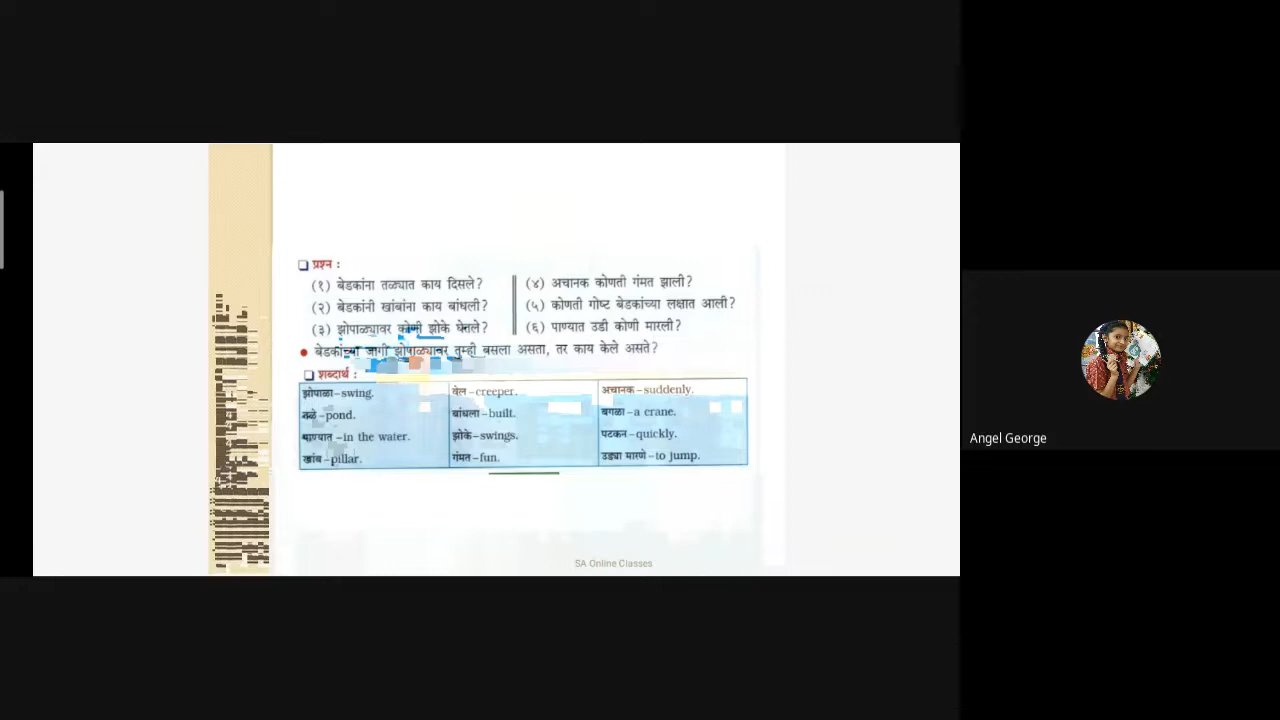 ❑ प्रश्न :
(१) बेडकांना तळ्यात काय दिसले?
(२) बेडकांनी खांबांना काय बांधली?
(३) झोपाळ्यावर कोणी झोके घेतले?
(४) अचानक कोणती गंमत झाली?
(५) कोणती गोष्ट बेडकांच्या लक्षात आली?
(६) पाण्यात उडी कोणी मारली?
● बेडकांच्या जागी झोपाळ्यावर तुम्ही बसला असता, तर काय केले असते?
❑ शब्दार्थ :
झोपाळा – swing.
तळे – pond.
पाण्यात – in the water.
खांब – pillar.
वेल – creeper.
बांधला – built.
झोके – swings.
गंमत – fun.
अचानक – suddenly.
बगळा – a crane.
पटकन – quickly.
उड्या मारणे – to jump.
SA Online Classes
Angel George